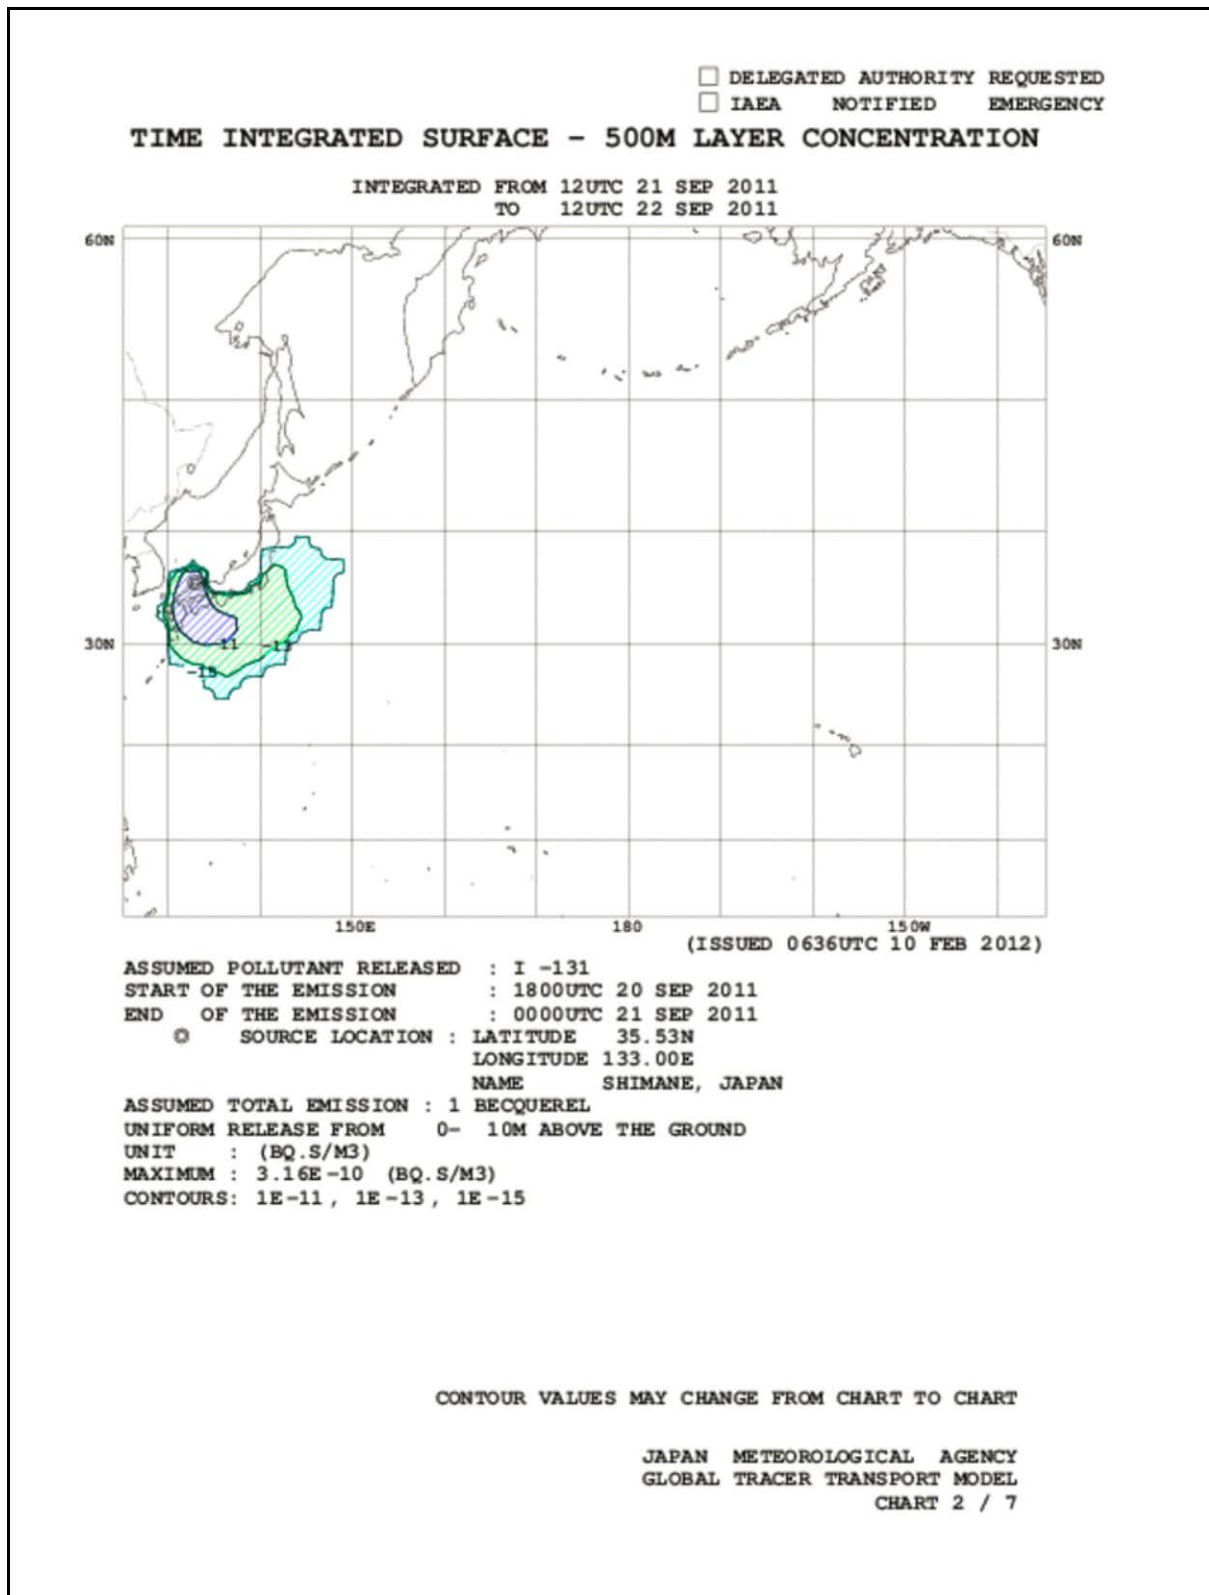 □ DELEGATED AUTHORITY REQUESTED
□ IAEA NOTIFIED EMERGENCY
TIME INTEGRATED SURFACE - 500M LAYER CONCENTRATION
INTEGRATED FROM 12UTC 21 SEP 2011
TO 12UTC 22 SEP 2011
60N 60N
30N 30N
-11 -13
-15
150E 180 150W
(ISSUED 0636UTC 10 FEB 2012)
ASSUMED POLLUTANT RELEASED : I -131
START OF THE EMISSION : 1800UTC 20 SEP 2011
END OF THE EMISSION : 0000UTC 21 SEP 2011
◎ SOURCE LOCATION : LATITUDE 35.53N
LONGITUDE 133.00E
NAME SHIMANE, JAPAN
ASSUMED TOTAL EMISSION : 1 BECQUEREL
UNIFORM RELEASE FROM 0- 10M ABOVE THE GROUND
UNIT : (BQ.S/M3)
MAXIMUM : 3.16E-10 (BQ.S/M3)
CONTOURS: 1E-11, 1E-13, 1E-15
CONTOUR VALUES MAY CHANGE FROM CHART TO CHART
JAPAN METEOROLOGICAL AGENCY
GLOBAL TRACER TRANSPORT MODEL
CHART 2 / 7